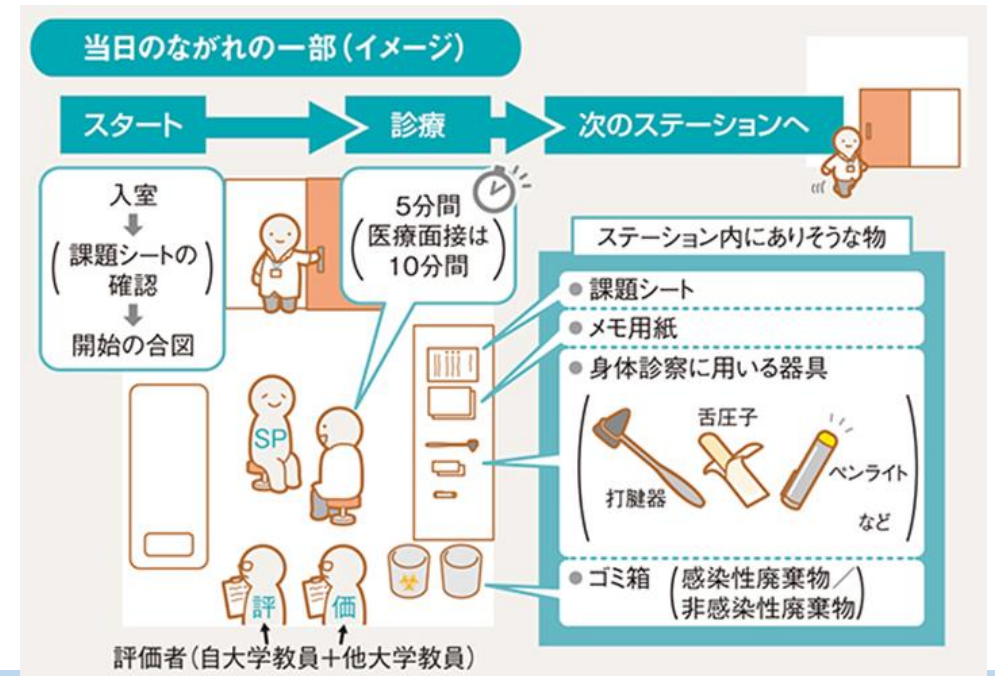 当日のながれの一部(イメージ)
スタート
診療
次のステーションへ
入室
(課題シートの
確認)
開始の合図
5分間
(医療面接は
10分間)
SP
評
価
評価者(自大学教員+他大学教員)
ステーション内にありそうな物
●課題シート
●メモ用紙
●身体診察に用いる器具
打腱器
舌圧子
ペンライト
など
●ゴミ箱
(感染性廃棄物/
非感染性廃棄物)